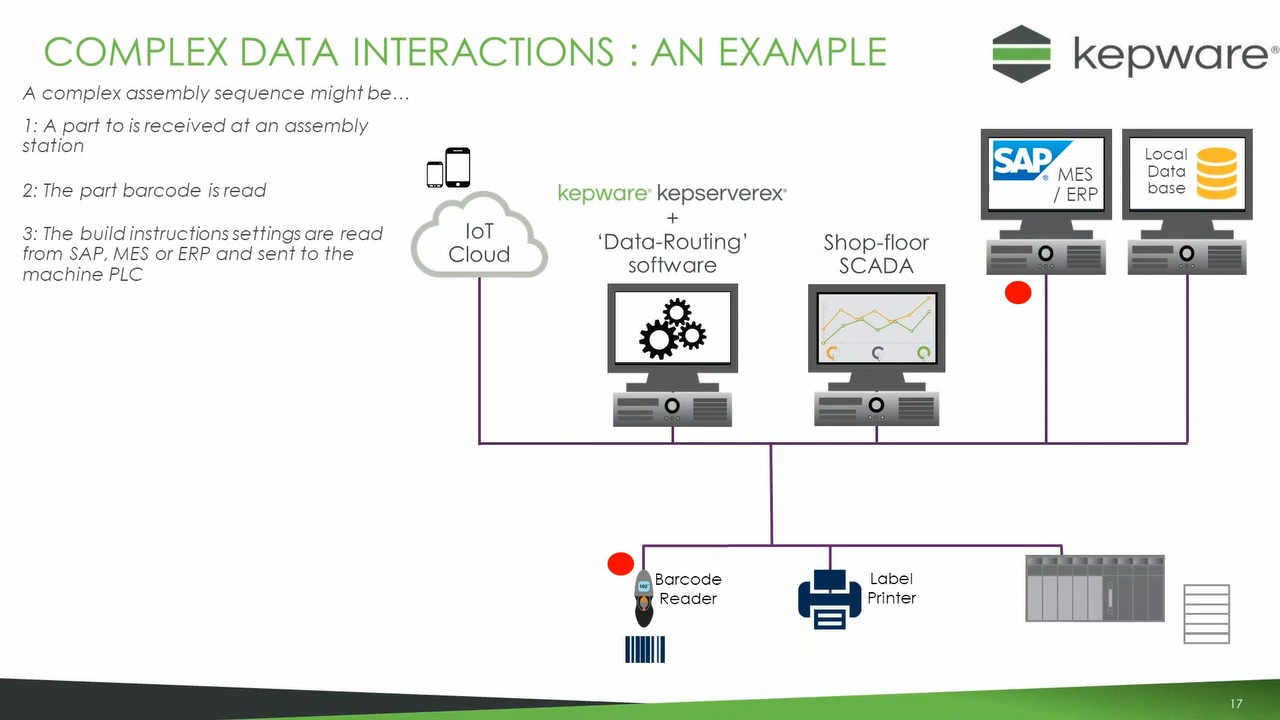 COMPLEX DATA INTERACTIONS : AN EXAMPLE
kepware®
A complex assembly sequence might be…
1: A part to is received at an assembly
station
2: The part barcode is read
3: The build instructions settings are read
from SAP, MES or ERP and sent to the
machine PLC
IoT
Cloud
kepware® kepserverex®
+
‘Data-Routing’
software
Shop-floor
SCADA
SAP®
MES
/ ERP
Local
Data
base
Barcode
Reader
Label
Printer
17